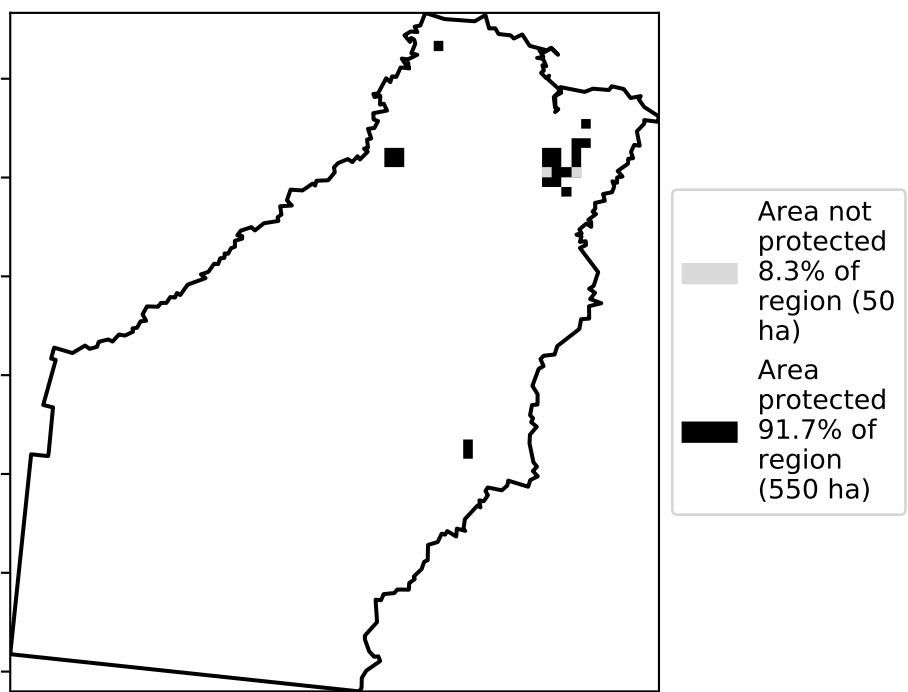 Area not
protected
8.3% of
region (50
ha)
Area
protected
91.7% of
region
(550 ha)